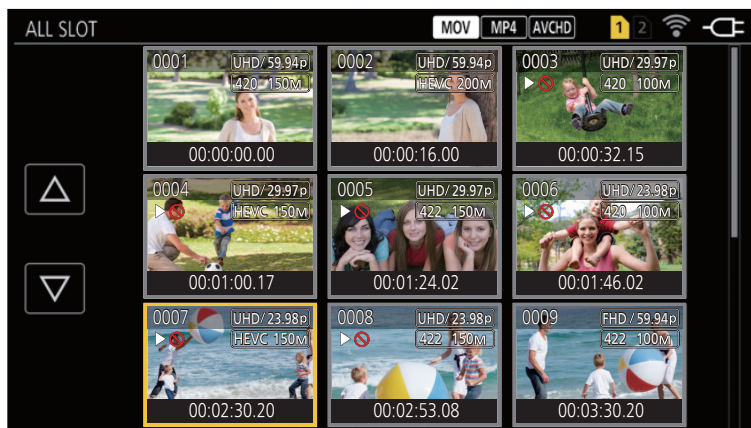 ALL SLOT MOV MP4 AVCHD 1 2
0001 UHD/59.94p
420 150M
00:00:00.00
0002 UHD/59.94p
HEVC 200M
00:00:16.00
0003 UHD/29.97p
420 100M
00:00:32.15
0004 UHD/29.97p
HEVC 150M
00:01:00.17
0005 UHD/29.97p
422 150M
00:01:24.02
0006 UHD/23.98p
420 100M
00:01:46.02
0007 UHD/23.98p
HEVC 150M
00:02:30.20
0008 UHD/23.98p
422 150M
00:02:53.08
0009 FHD/59.94p
422 100M
00:03:30.20